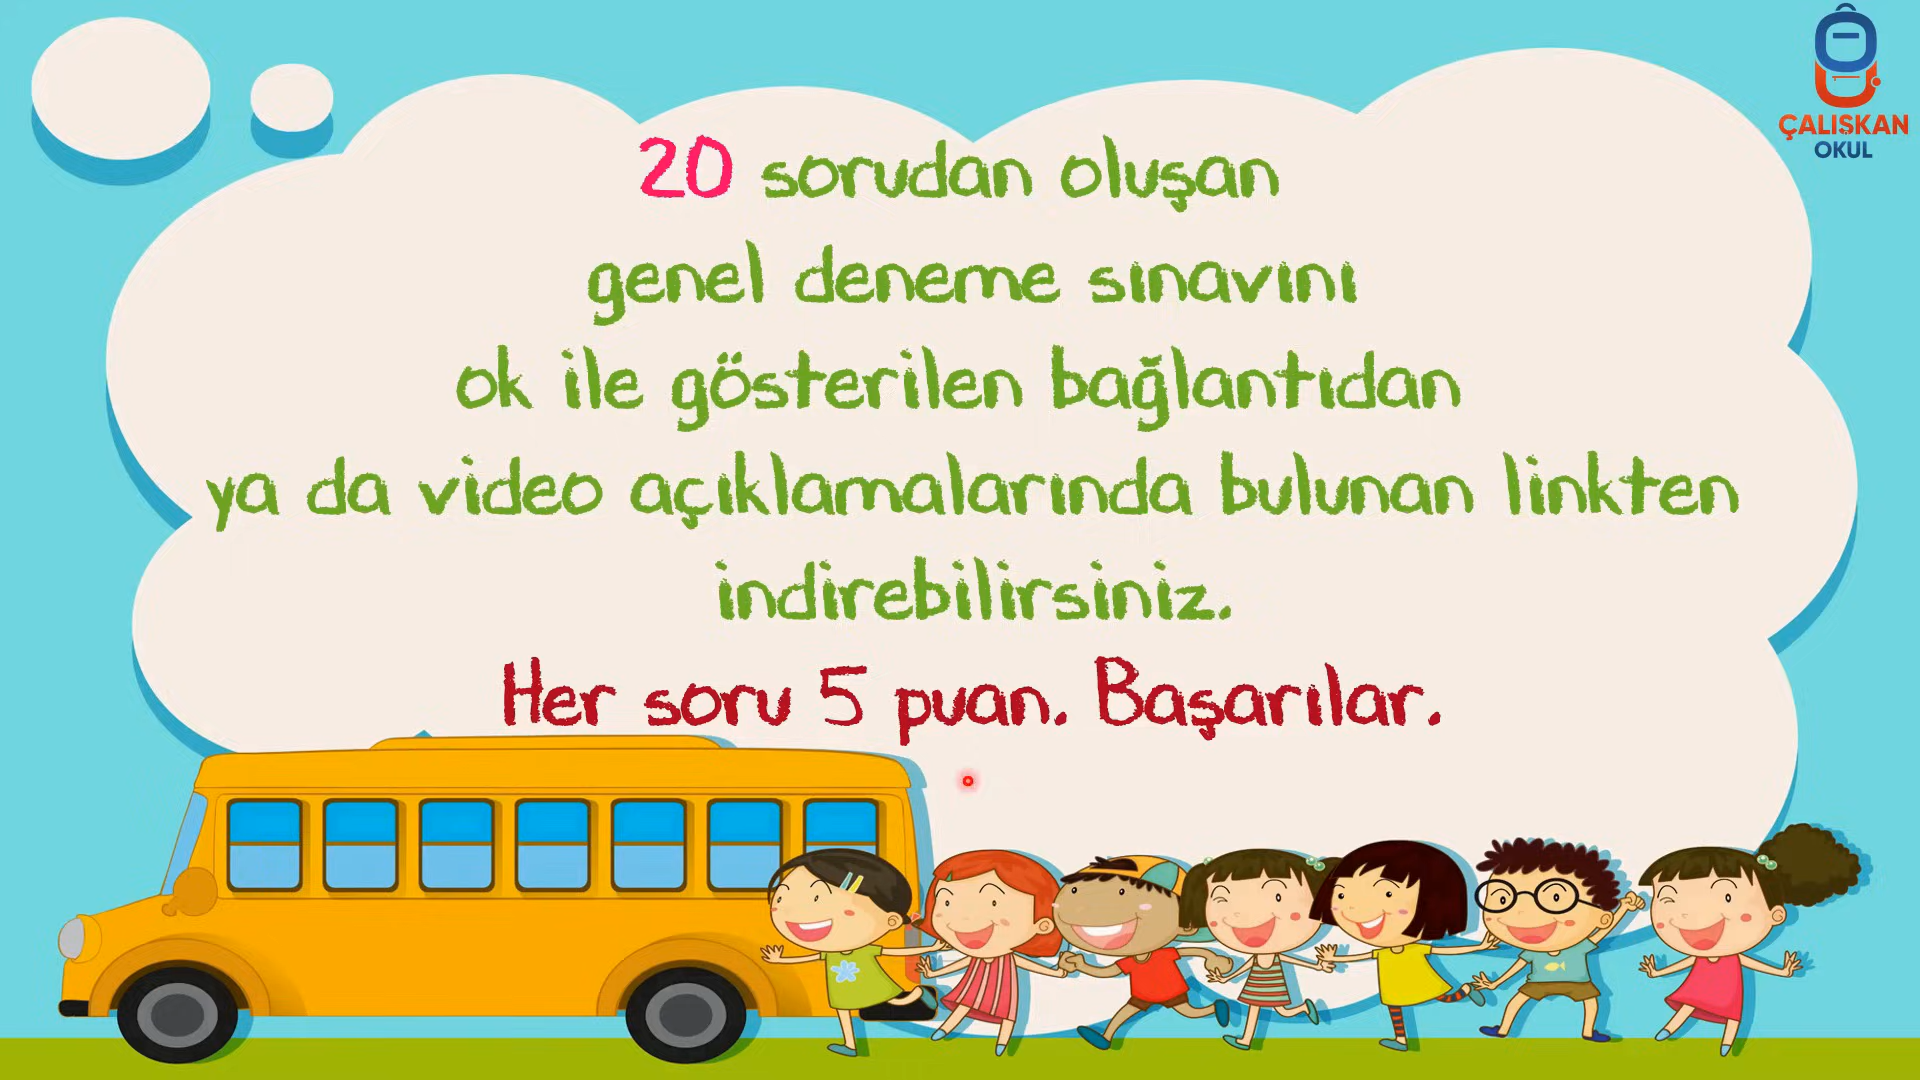 20 sorudan oluşan
genel deneme sınavını
ok ile gösterilen bağlantıdan
ya da video açıklamalarında bulunan linkten
indirebilirsiniz.
Her soru 5 puan. Başarılar.
ÇALIŞKAN
OKUL